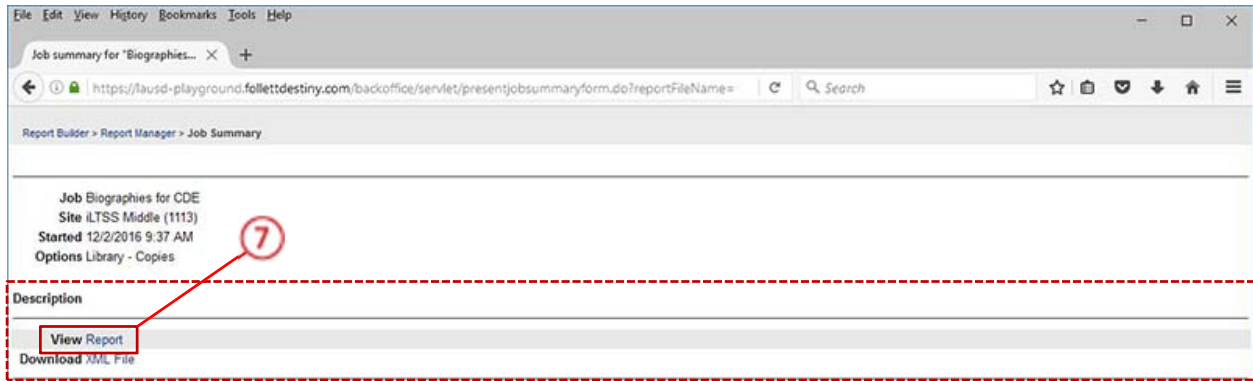 File Edit View History Bookmarks Tools Help
Job summary for "Biographies...
https://lausd-playground.follettdestiny.com/backoffice/servlet/presentjobsummaryform.do?reportFileName=
Search
Report Builder > Report Manager > Job Summary
Job Biographies for CDE
Site iLTSS Middle (1113)
Started 12/2/2016 9:37 AM
Options Library - Copies
7
Description
View Report
Download XML File